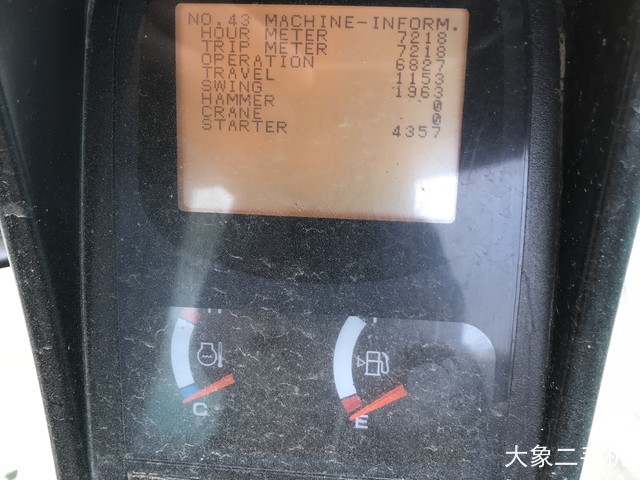 NO.43 MACHINE-INFORM.
HOUR METER 7218
TRIP METER 7218
OPERATION 6827
TRAVEL 1153
SWING 1963
HAMMER 0
CRANE 0
STARTER 4357
C
E
大象二手